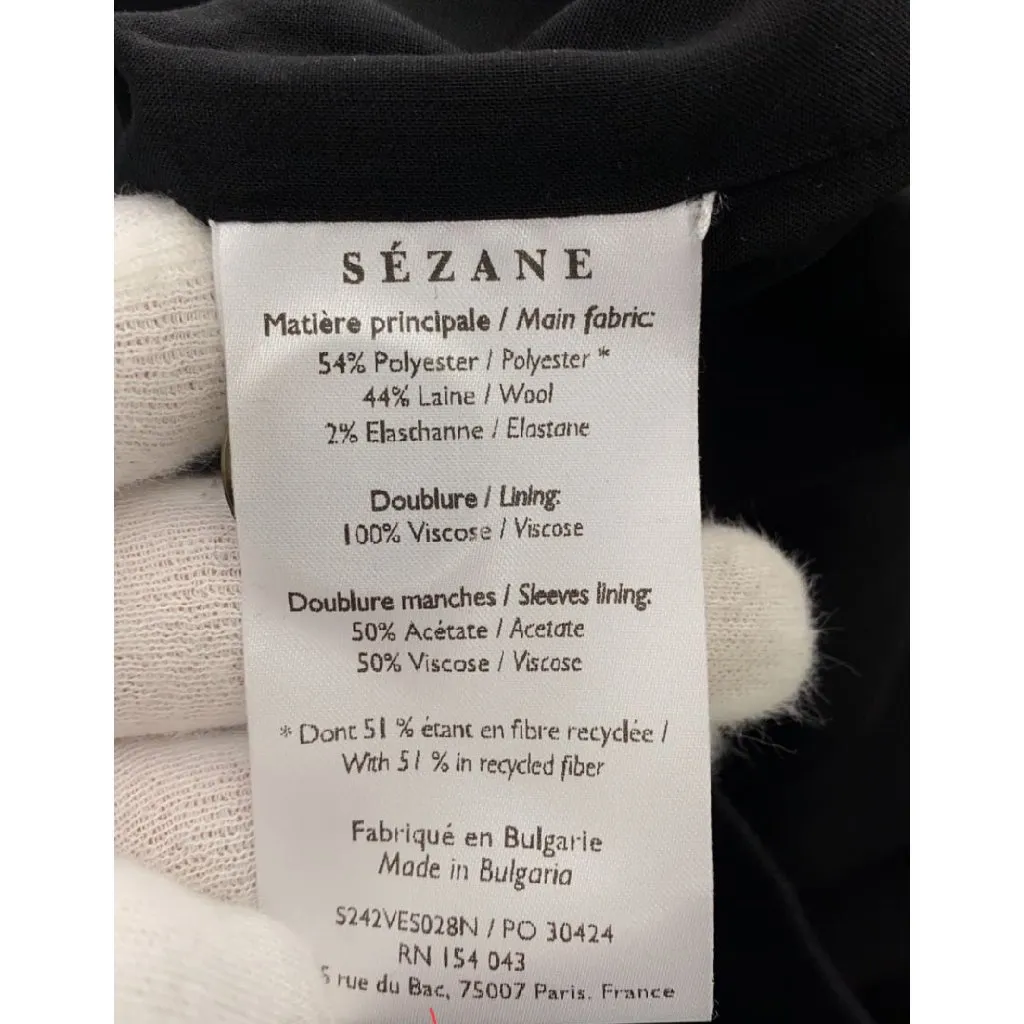 SÉZANE
Matière principale / Main fabric:
54% Polyester / Polyester *
44% Laine / Wool
2% Elasthanne / Elastane
Doublure / Lining:
100% Viscose / Viscose
Doublure manches / Sleeves lining:
50% Acétate / Acetate
50% Viscose / Viscose
* Dont 51 % étant en fibre recyclée /
With 51 % in recycled fiber
Fabriqué en Bulgarie
Made in Bulgaria
S242VES028N / PO 30424
RN 154 043
5 rue du Bac, 75007 Paris. France